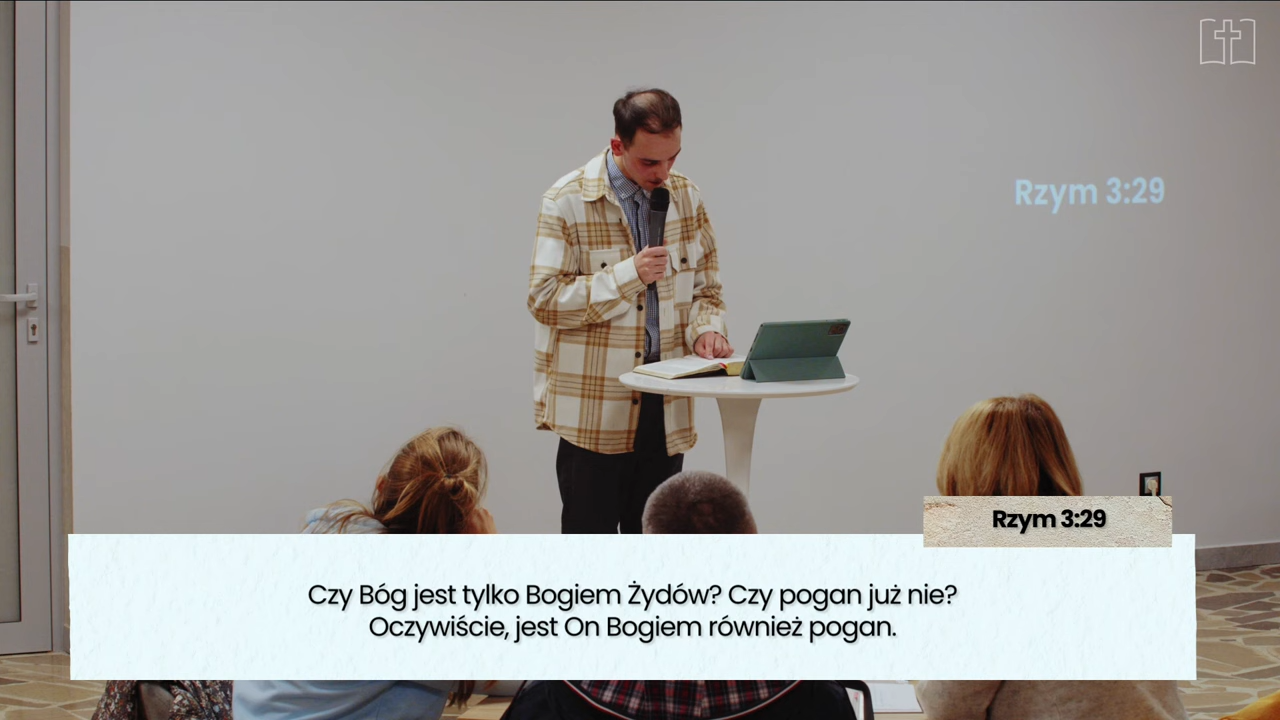 Rzym 3:29
Rzym 3:29
Czy Bóg jest tylko Bogiem Żydów? Czy pogan już nie?
Oczywiście, jest On Bogiem również pogan.